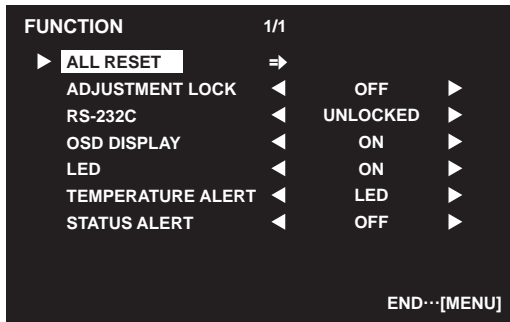 FUNCTION 1/1
ALL RESET
ADJUSTMENT LOCK OFF
RS-232C UNLOCKED
OSD DISPLAY ON
LED ON
TEMPERATURE ALERT LED
STATUS ALERT OFF
END···[MENU]